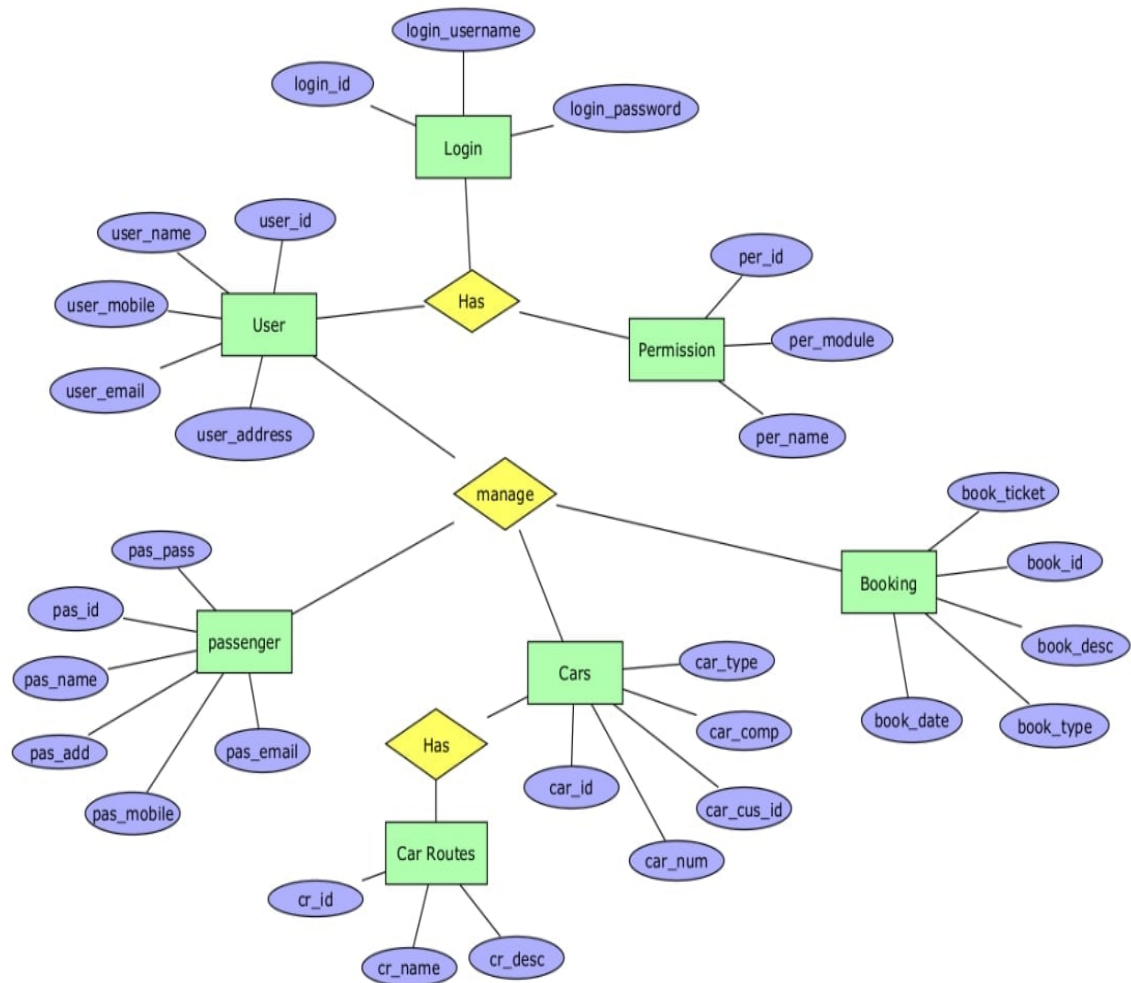 login_username
login_id
login_password
Login
user_name
user_id
user_mobile
User
user_email
user_address
Has
per_id
per_module
Permission
per_name
manage
book_ticket
book_id
Booking
book_desc
book_date
book_type
pas_pass
pas_id
passenger
pas_name
pas_add
pas_email
pas_mobile
Cars
car_type
car_comp
car_id
car_cus_id
car_num
Has
Car Routes
cr_id
cr_name
cr_desc